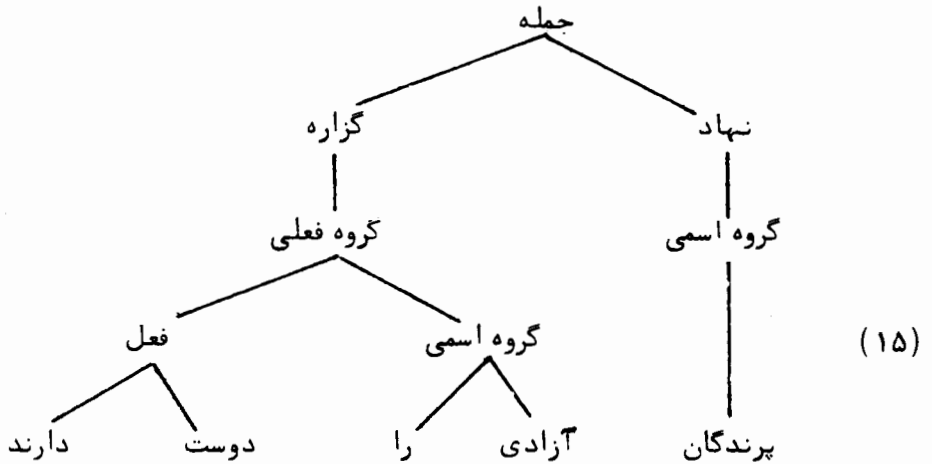 جمله
نهاد گزاره
گروه اسمی گروه فعلی
(۱۵) گروه اسمی فعل
پرندگان آزادی را دوست دارند